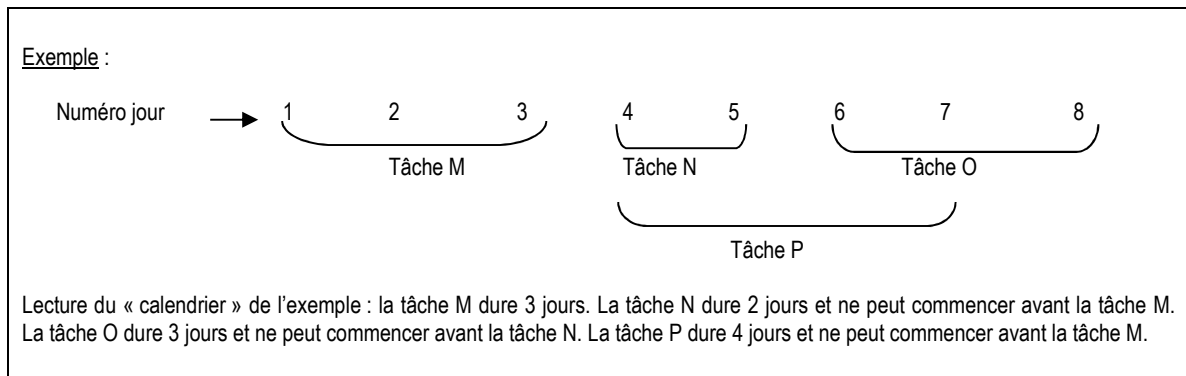 Exemple :
Numéro jour 1 2 3 4 5 6 7 8
Tâche M Tâche N Tâche O
Tâche P
Lecture du « calendrier » de l'exemple : la tâche M dure 3 jours. La tâche N dure 2 jours et ne peut commencer avant la tâche M.
La tâche O dure 3 jours et ne peut commencer avant la tâche N. La tâche P dure 4 jours et ne peut commencer avant la tâche M.